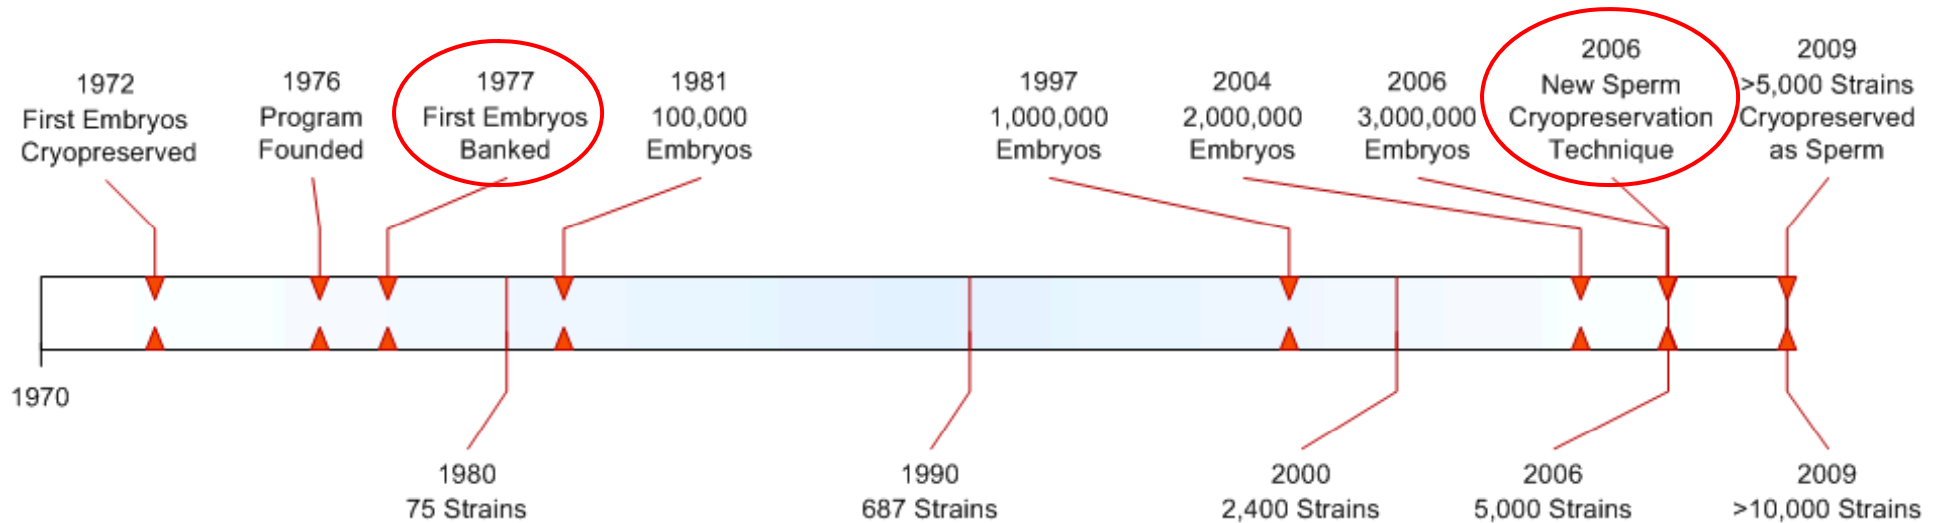 1972
First Embryos
Cryopreserved
1976
Program
Founded
1977
First Embryos
Banked
1981
100,000
Embryos
1997
1,000,000
Embryos
2004
2,000,000
Embryos
2006
3,000,000
Embryos
2006
New Sperm
Cryopreservation
Technique
2009
>5,000 Strains
Cryopreserved
as Sperm
1970
1980
75 Strains
1990
687 Strains
2000
2,400 Strains
2006
5,000 Strains
2009
>10,000 Strains